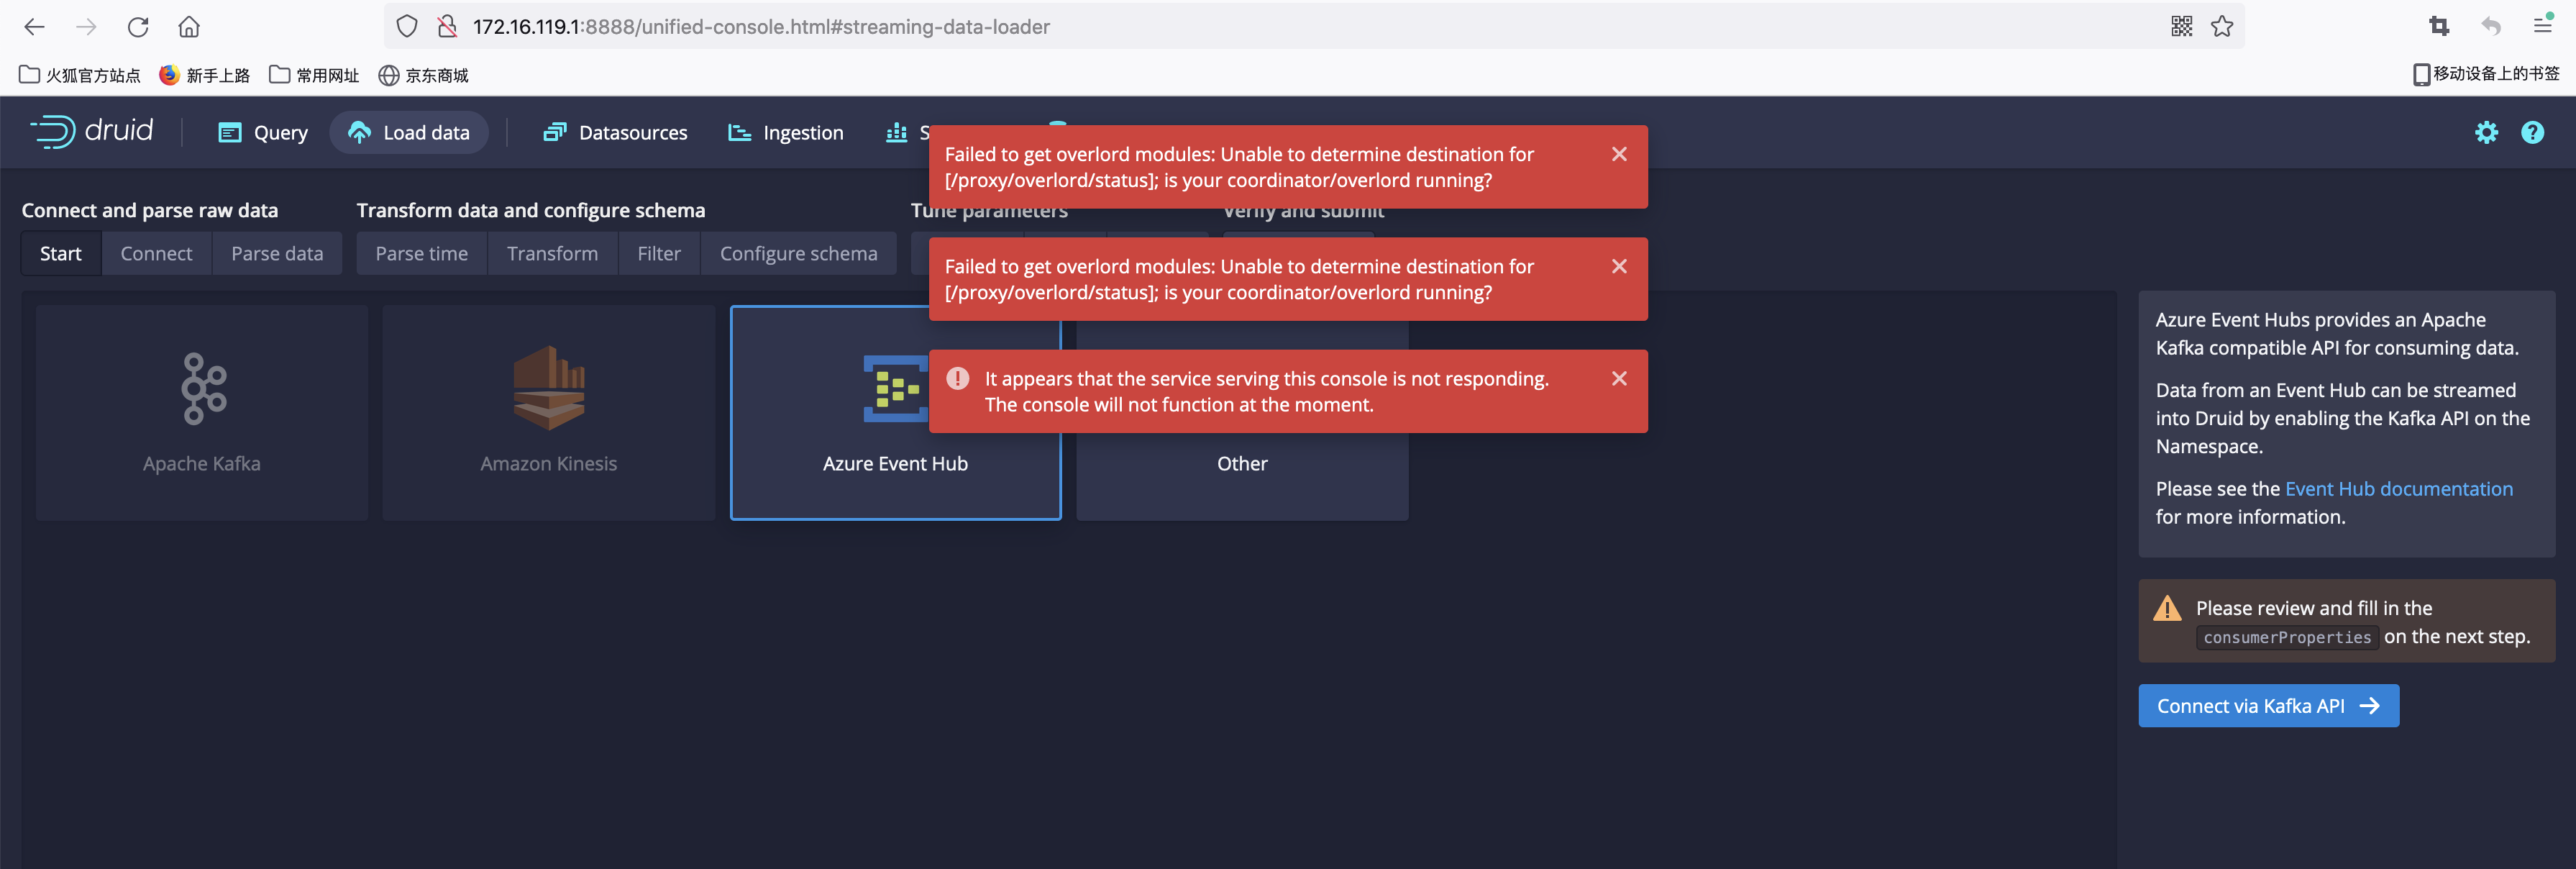 172.16.119.1:8888/unified-console.html#streaming-data-loader
火狐官方站点 新手上路 常用网址 京东商城 移动设备上的书签
druid Query Load data Datasources Ingestion S
Failed to get overlord modules: Unable to determine destination for
[/proxy/overlord/status]; is your coordinator/overlord running?
Connect and parse raw data Transform data and configure schema Tune parameters Verify and submit
Start Connect Parse data Parse time Transform Filter Configure schema
Failed to get overlord modules: Unable to determine destination for
[/proxy/overlord/status]; is your coordinator/overlord running?
It appears that the service serving this console is not responding.
The console will not function at the moment.
Apache Kafka Amazon Kinesis Azure Event Hub Other
Azure Event Hubs provides an Apache
Kafka compatible API for consuming data.
Data from an Event Hub can be streamed
into Druid by enabling the Kafka API on the
Namespace.
Please see the Event Hub documentation
for more information.
Please review and fill in the
consumerProperties on the next step.
Connect via Kafka API